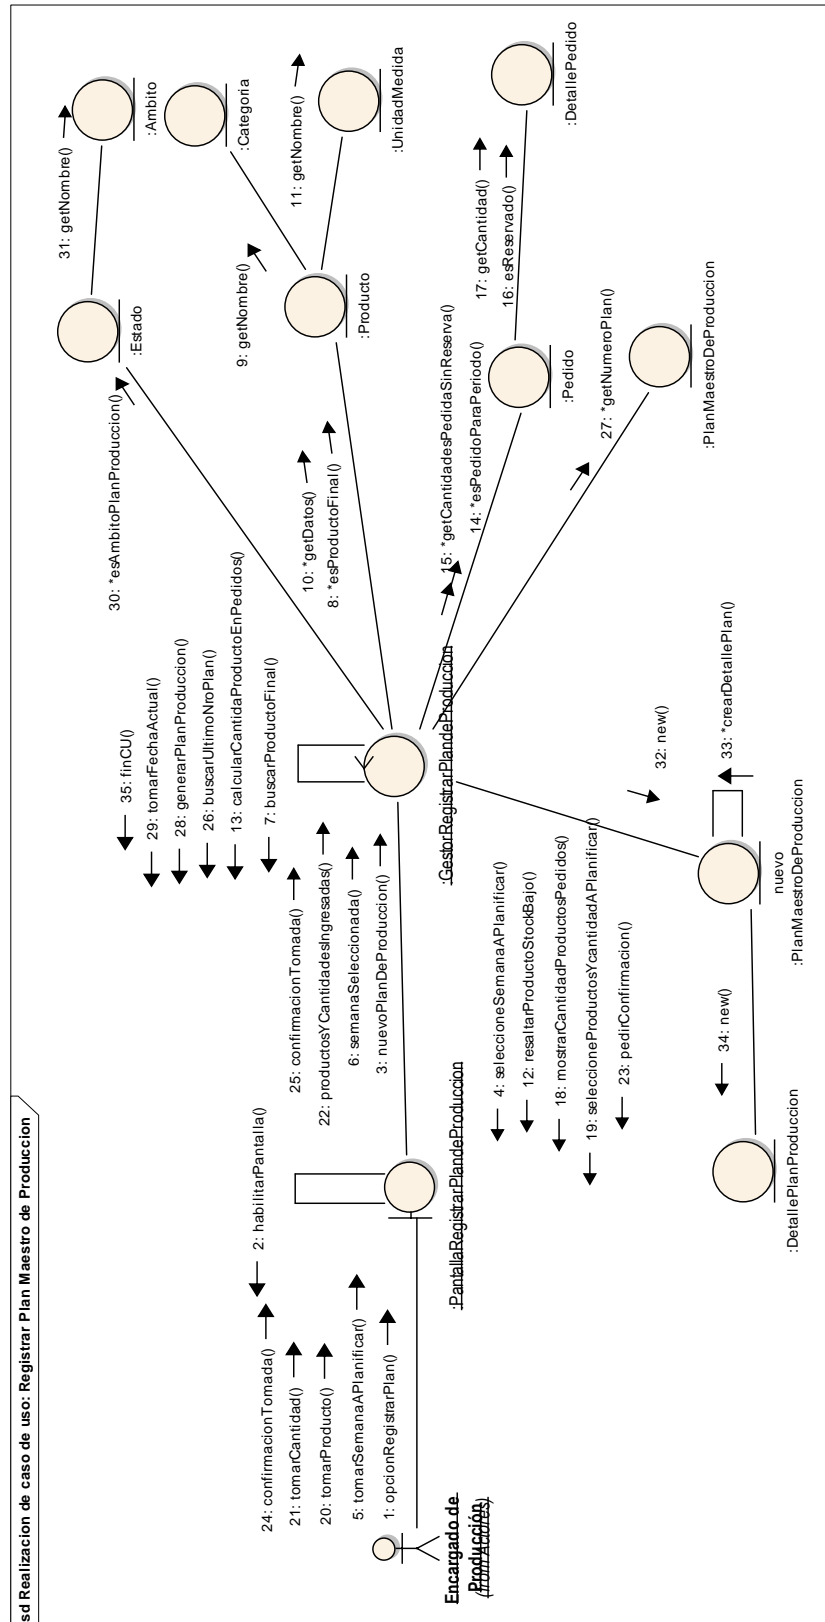 sd Realizacion de caso de uso: Registrar Plan Maestro de Produccion
Encargado de
Producción
(from Actores)
24: confirmacionTomada()
21: tomarCantidad()
20: tomarProducto()
5: tomarSemanaAPlanificar()
1: opcionRegistrarPlan()
2: habilitarPantalla()
:PantallaRegistrarPlandeProduccion
25: confirmacionTomada()
22: productosYCantidadesIngresadas()
6: semanaSeleccionada()
3: nuevoPlanDeProduccion()
4: seleccioneSemanaAPlanificar()
12: resaltarProductoStockBajo()
18: mostrarCantidadProductosPedidos()
19: seleccioneProductosYcantidadAPlanificar()
23: pedirConfirmacion()
35: finCU()
29: tomarFechaActual()
28: generarPlanProduccion()
26: buscarUltimoNroPlan()
13: calcularCantidaProductoEnPedidos()
7: buscarProductoFinal()
:GestorRegistrarPlandeProduccion
30: *esAmbitoPlanProduccion()
:Estado
31: getNombre()
:Ambito
10: *getDatos()
8: *esProductoFinal()
:Producto
9: getNombre()
:Categoria
11: getNombre()
:UnidadMedida
15: *getCantidadesPedidaSinReserva()
14: *esPedidoParaPeriodo()
:Pedido
17: getCantidad()
16: esReservado()
:DetallePedido
27: *getNumeroPlan()
:PlanMaestroDeProduccion
32: new()
33: *crearDetallePlan()
nuevo
:PlanMaestroDeProduccion
34: new()
:DetallePlanProduccion